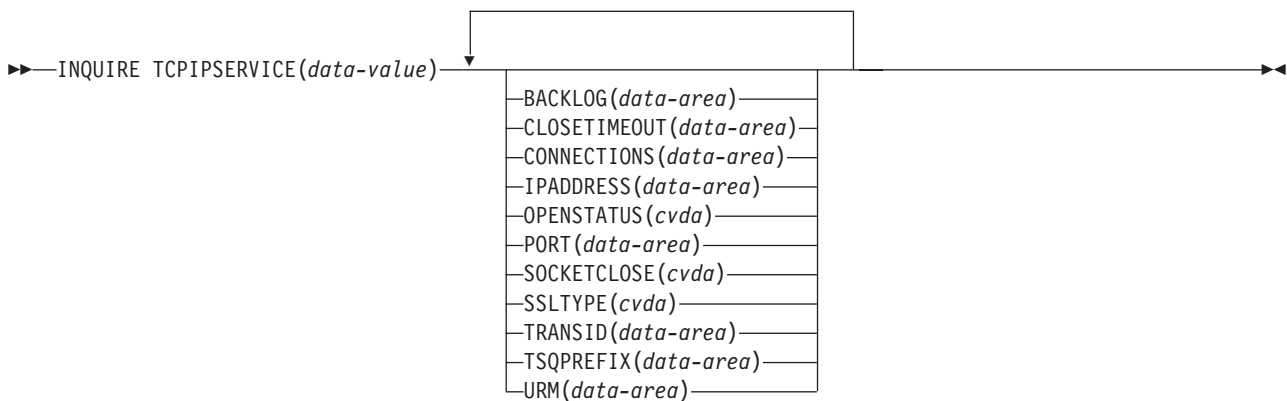 INQUIRE TCPIPSERVICE(data-value)
BACKLOG(data-area)
CLOSETIMEOUT(data-area)
CONNECTIONS(data-area)
IPADDRESS(data-area)
OPENSTATUS(cvda)
PORT(data-area)
SOCKETCLOSE(cvda)
SSLTYPE(cvda)
TRANSID(data-area)
TSQPREFIX(data-area)
URM(data-area)